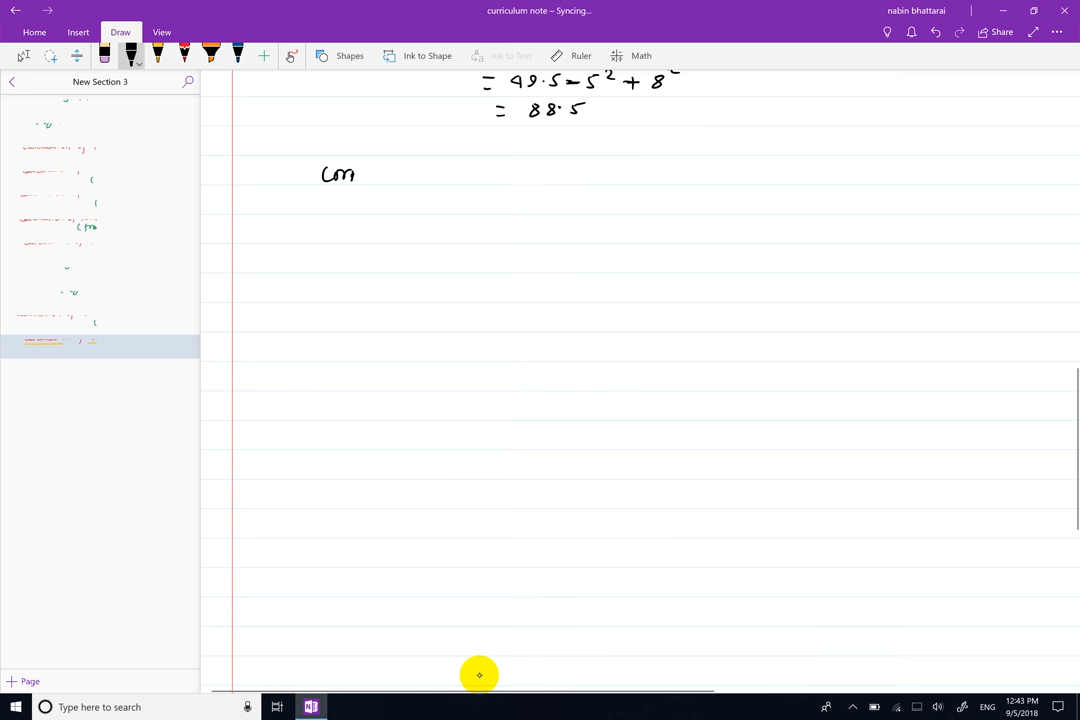 curriculum note – Syncing...
nabin bhattarai
Home Insert Draw View
Share
Shapes Ink to Shape Ink to Text Ruler Math
New Section 3
= 49.5 - 5² + 8²
= 88.5
Corr
+ Page
Type here to search
ENG
12:43 PM
9/5/2018